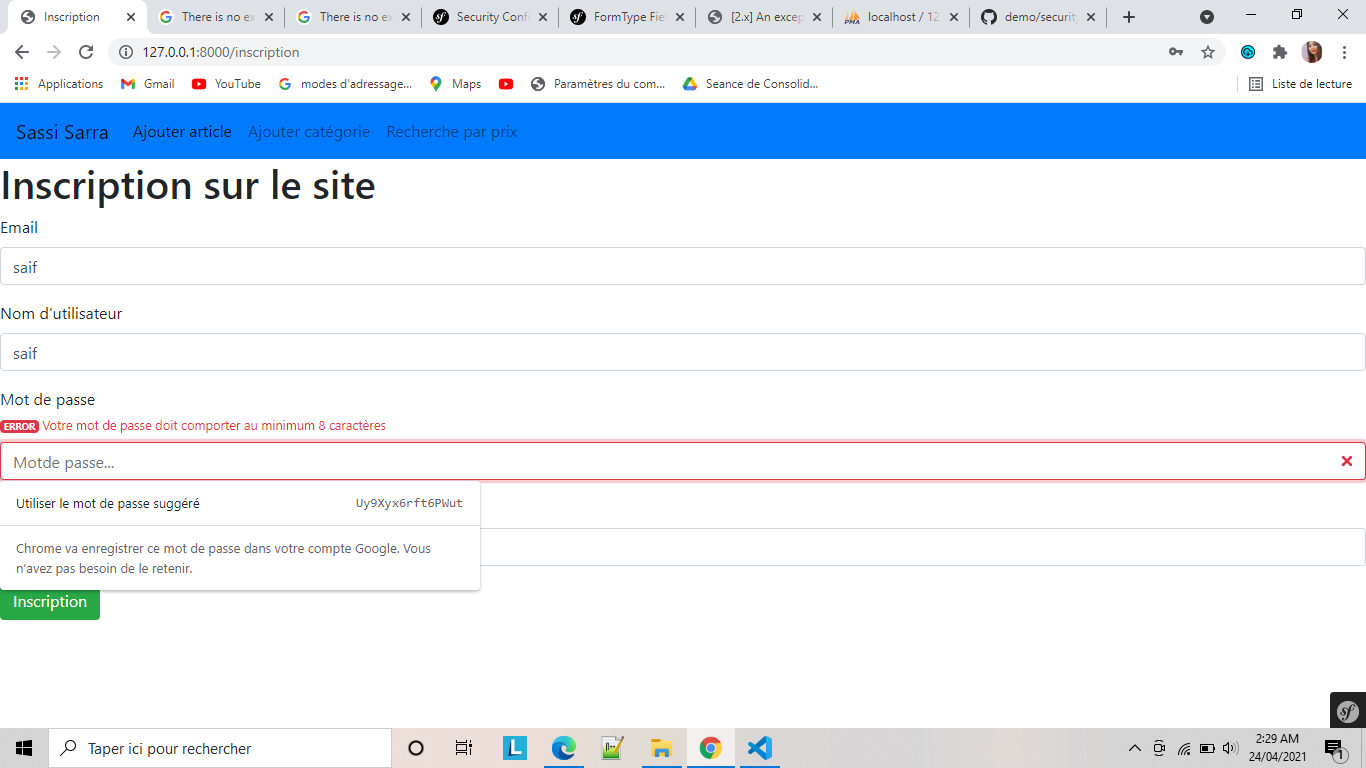 Inscription
There is no ex
There is no ex
Security Confi
FormType Fiel
[2.x] An excep
localhost / 12
demo/security
127.0.0.1:8000/inscription
Applications
Gmail
YouTube
modes d'adressage...
Maps
Paramètres du com...
Seance de Consolid...
Liste de lecture
Sassi Sarra
Ajouter article
Ajouter catégorie
Recherche par prix
Inscription sur le site
Email
saif
Nom d'utilisateur
saif
Mot de passe
ERROR Votre mot de passe doit comporter au minimum 8 caractères
Motde passe...
Utiliser le mot de passe suggéré
Uy9Xyx6rft6PWut
Chrome va enregistrer ce mot de passe dans votre compte Google. Vous
n'avez pas besoin de le retenir.
Inscription
sf
Taper ici pour rechercher
L
2:29 AM
24/04/2021
1